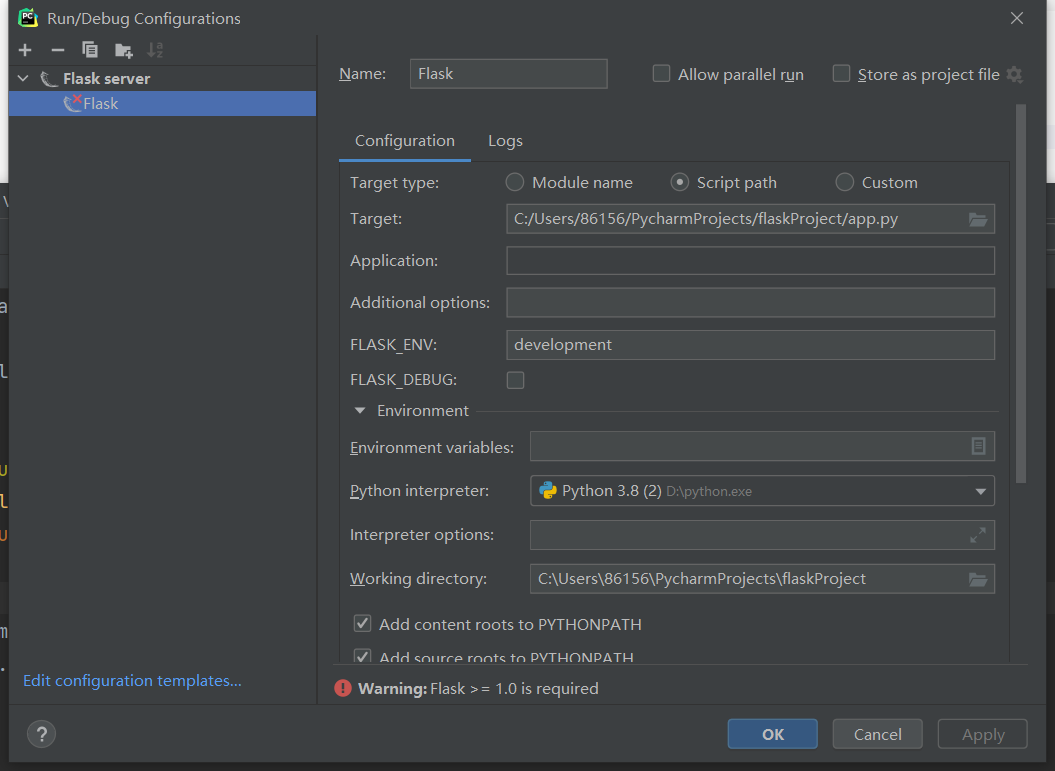 Run/Debug Configurations
Flask server
Flask
Edit configuration templates...
Name: Flask Allow parallel run Store as project file
Configuration Logs
Target type: Module name Script path Custom
Target: C:/Users/86156/PycharmProjects/flaskProject/app.py
Application:
Additional options:
FLASK_ENV: development
FLASK_DEBUG:
Environment
Environment variables:
Python interpreter: Python 3.8 (2) D:\python.exe
Interpreter options:
Working directory: C:\Users\86156\PycharmProjects\flaskProject
Add content roots to PYTHONPATH
Add source roots to PYTHONPATH
Warning: Flask >= 1.0 is required
? OK Cancel Apply